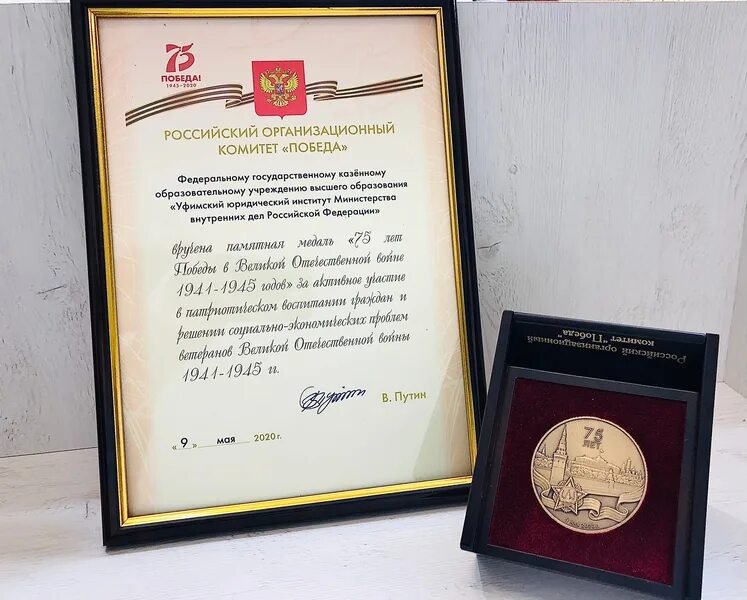 75
ПОБЕДА!
1945-2020
РОССИЙСКИЙ ОРГАНИЗАЦИОННЫЙ
КОМИТЕТ «ПОБЕДА»
Федеральному государственному казённому
образовательному учреждению высшего образования
«Уфимский юридический институт Министерства
внутренних дел Российской Федерации»
вручена памятная медаль «75 лет
Победы в Великой Отечественной войне
1941-1945 годов» за активное участие
в патриотическом воспитании граждан и
решении социально-экономических проблем
ветеранов Великой Отечественной войны
1941-1945 гг.
В. Путин
« 9 » мая 2020 г.
Российский организационный
комитет "Победа"
75
ЛЕТ